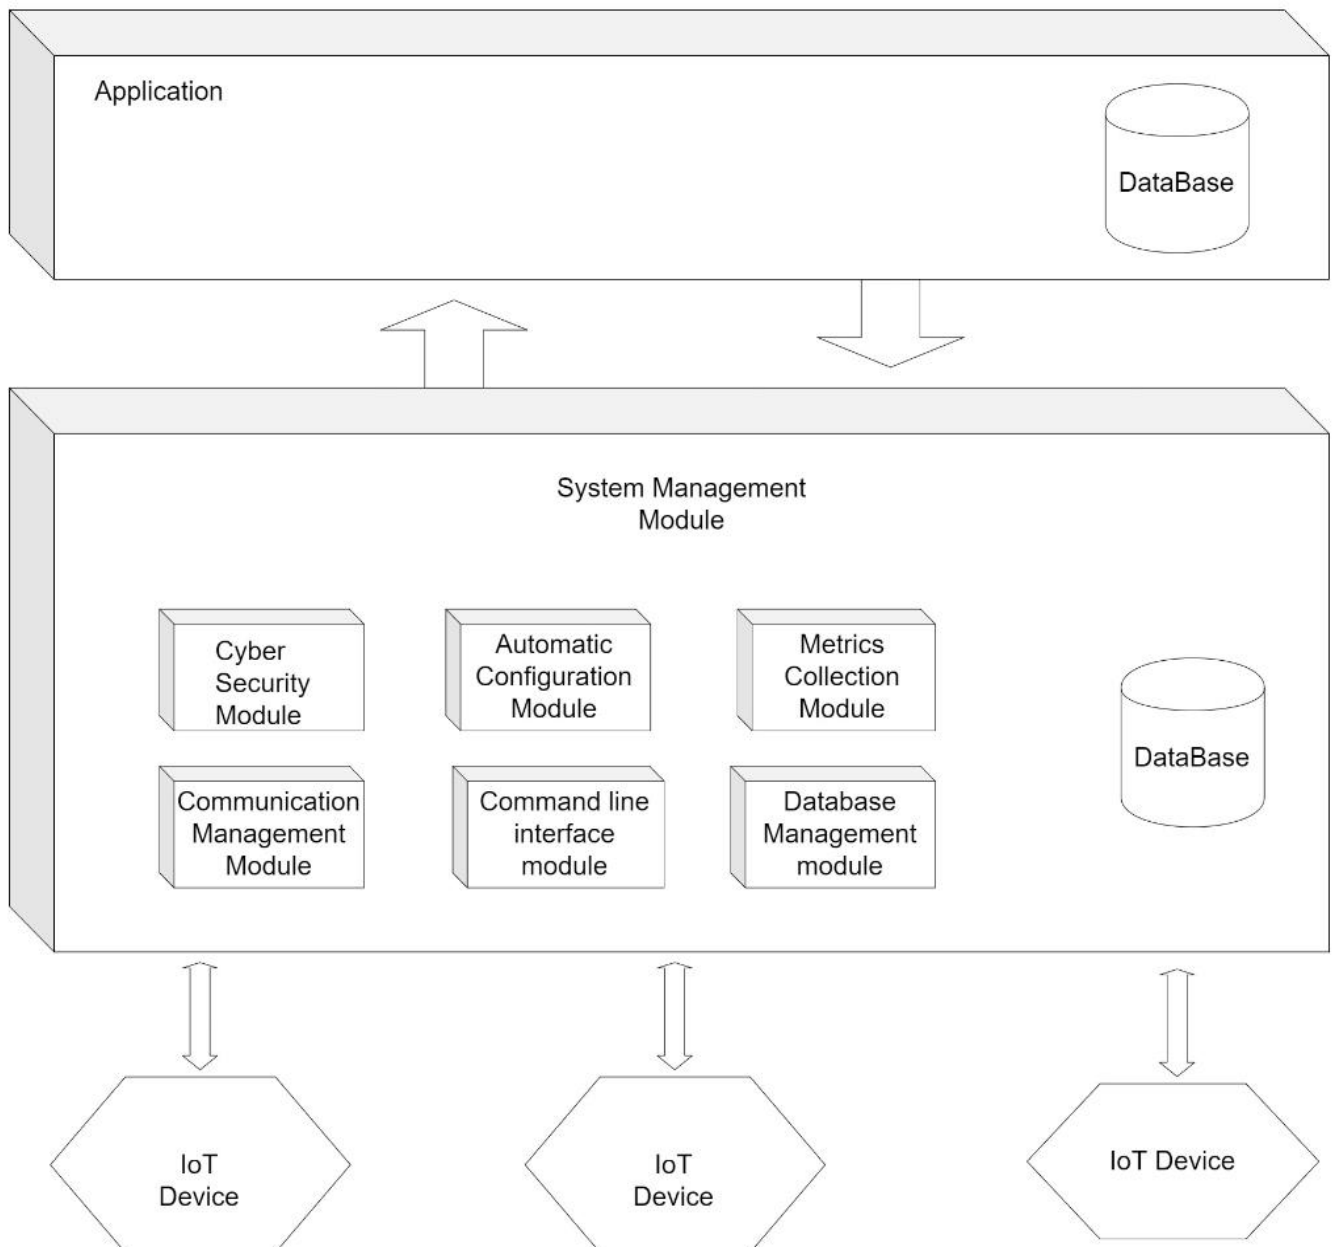 Application
DataBase
System Management
Module
Cyber
Security
Module
Automatic
Configuration
Module
Metrics
Collection
Module
DataBase
Communication
Management
Module
Command line
interface
module
Database
Management
module
IoT
Device
IoT
Device
IoT Device